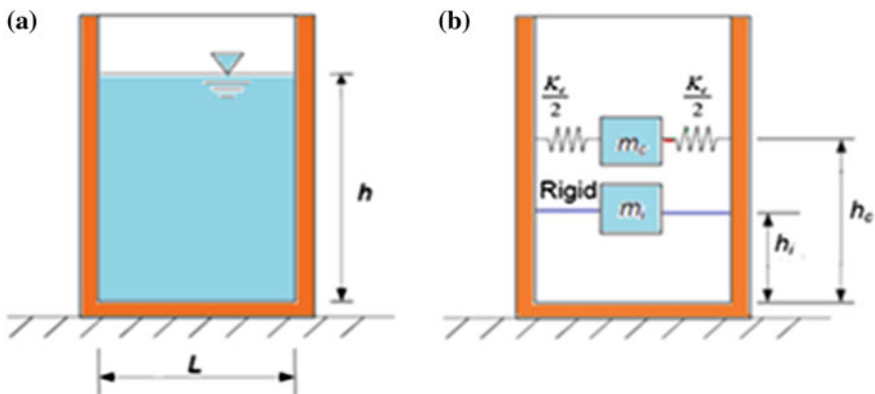 (a)
h
L
(b)
K_c/2
K_c/2
m_c
Rigid
m_i
h_c
h_i